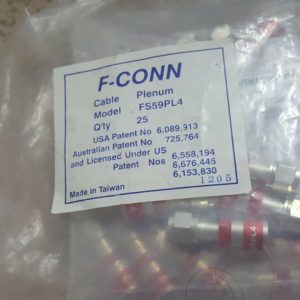 F-CONN
Cable Plenum
Model FS59PL4
Q'ty 25
USA Patent No 6,089,913
Australian Patent No 725,764
and Licensed Under US 6,558,194
Patent Nos 6,676,445
6,153,830
Made in Taiwan 1205
PL4